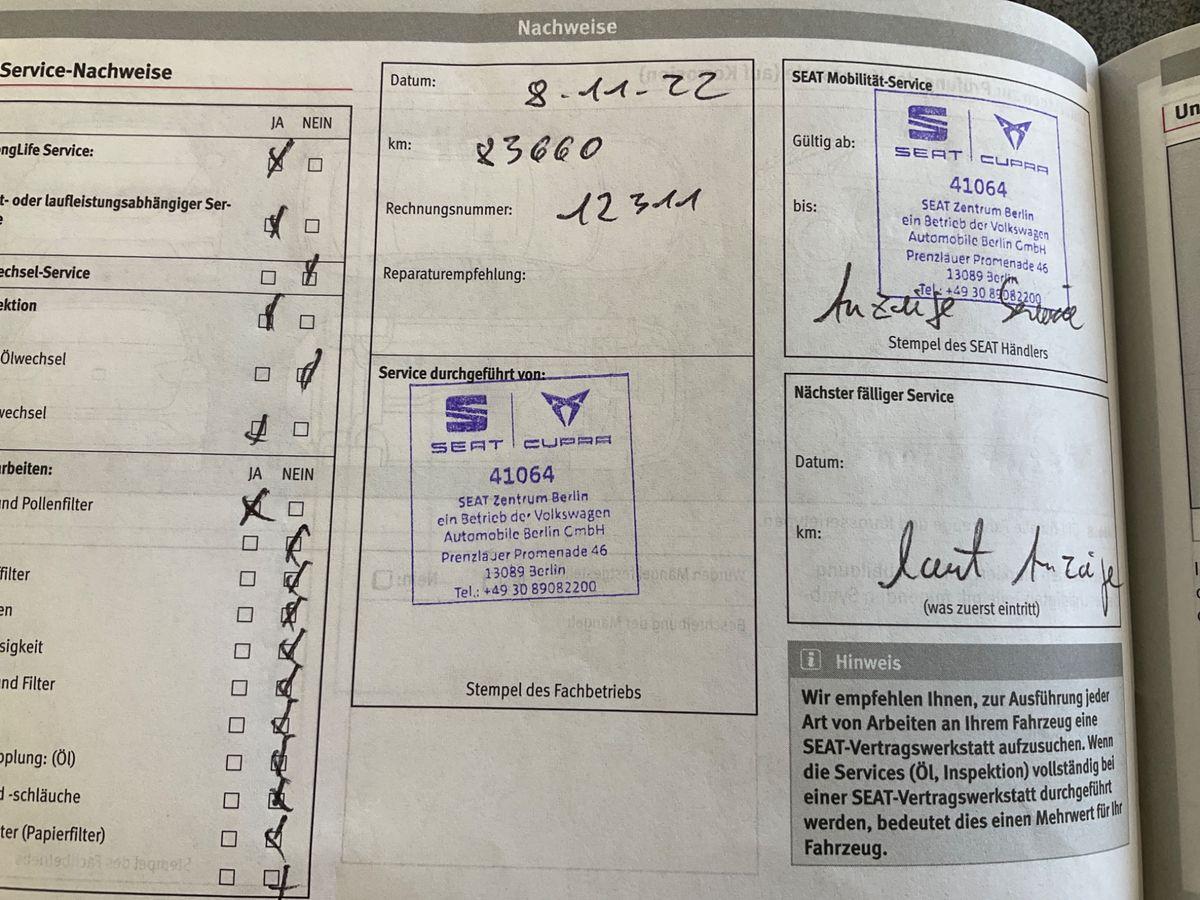 Nachweise
Service-Nachweise
JA NEIN
ngLife Service:
t- oder laufleistungsabhängiger Ser-
e
echsel-Service
ektion
Ölwechsel
wechsel
arbeiten: JA NEIN
nd Pollenfilter
filter
en
sigkeit
nd Filter
pplung: (Öl)
d -schläuche
ter (Papierfilter)
Datum: 8-11-22
km: 83660
Rechnungsnummer: 12311
Reparaturempfehlung:
Service durchgeführt von:
SEAT CUPRA
41064
SEAT Zentrum Berlin
ein Betrieb der Volkswagen
Automobile Berlin GmbH
Prenzlauer Promenade 46
13089 Berlin
Tel.: +49 30 89082200
Stempel des Fachbetriebs
SEAT Mobilität-Service
Gültig ab:
bis:
SEAT CUPRA
41064
SEAT Zentrum Berlin
ein Betrieb der Volkswagen
Automobile Berlin GmbH
Prenzlauer Promenade 46
13089 Berlin
Tel.: +49 30 89082200
Anzeige Service
Stempel des SEAT Händlers
Nächster fälliger Service
Datum:
km: laut Anzeige
(was zuerst eintritt)
Hinweis
Wir empfehlen Ihnen, zur Ausführung jeder
Art von Arbeiten an Ihrem Fahrzeug eine
SEAT-Vertragswerkstatt aufzusuchen. Wenn
die Services (Öl, Inspektion) vollständig bei
einer SEAT-Vertragswerkstatt durchgeführt
werden, bedeutet dies einen Mehrwert für Ihr
Fahrzeug.
Un